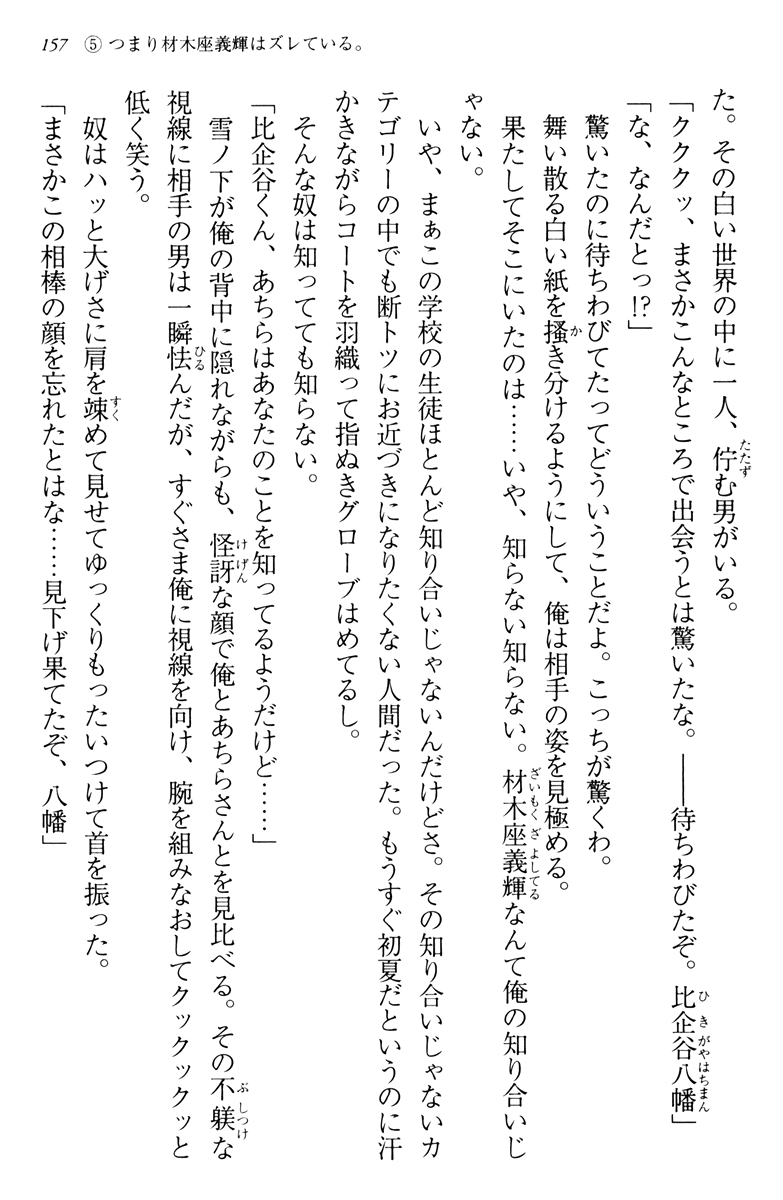 157 ⑤ つまり材木座義輝はズレている。
た。その白い世界の中に一人、佇む男がいる。
「クククッ、まさかこんなところで出会うとは驚いたな。――待ちわびたぞ。比企谷八幡」
「な、なんだとっ!?」
驚いたのに待ちわびてたってどういうことだよ。こっちが驚くわ。
舞い散る白い紙を掻き分けるようにして、俺は相手の姿を見極める。
果たしてそこにいたのは……いや、知らない知らない。材木座義輝なんて俺の知り合いじ
ゃない。
いや、まぁこの学校の生徒ほとんど知り合いじゃないんだけどさ。その知り合いじゃないカ
テゴリーの中でも断トツにお近づきになりたくない人間だった。もうすぐ初夏だというのに汗
かきながらコートを羽織って指ぬきグローブはめてるし。
そんな奴は知ってても知らない。
「比企谷くん、あちらはあなたのことを知ってるようだけど……」
雪ノ下が俺の背中に隠れながらも、怪訝な顔で俺とあちらさんとを見比べる。その不躾な
視線に相手の男は一瞬怯んだが、すぐさま俺に視線を向け、腕を組みなおしてクックックッと
低く笑う。
奴はハッと大げさに肩を竦めて見せてゆっくりもったいつけて首を振った。
「まさかこの相棒の顔を忘れたとはな……見下げ果てたぞ、八幡」